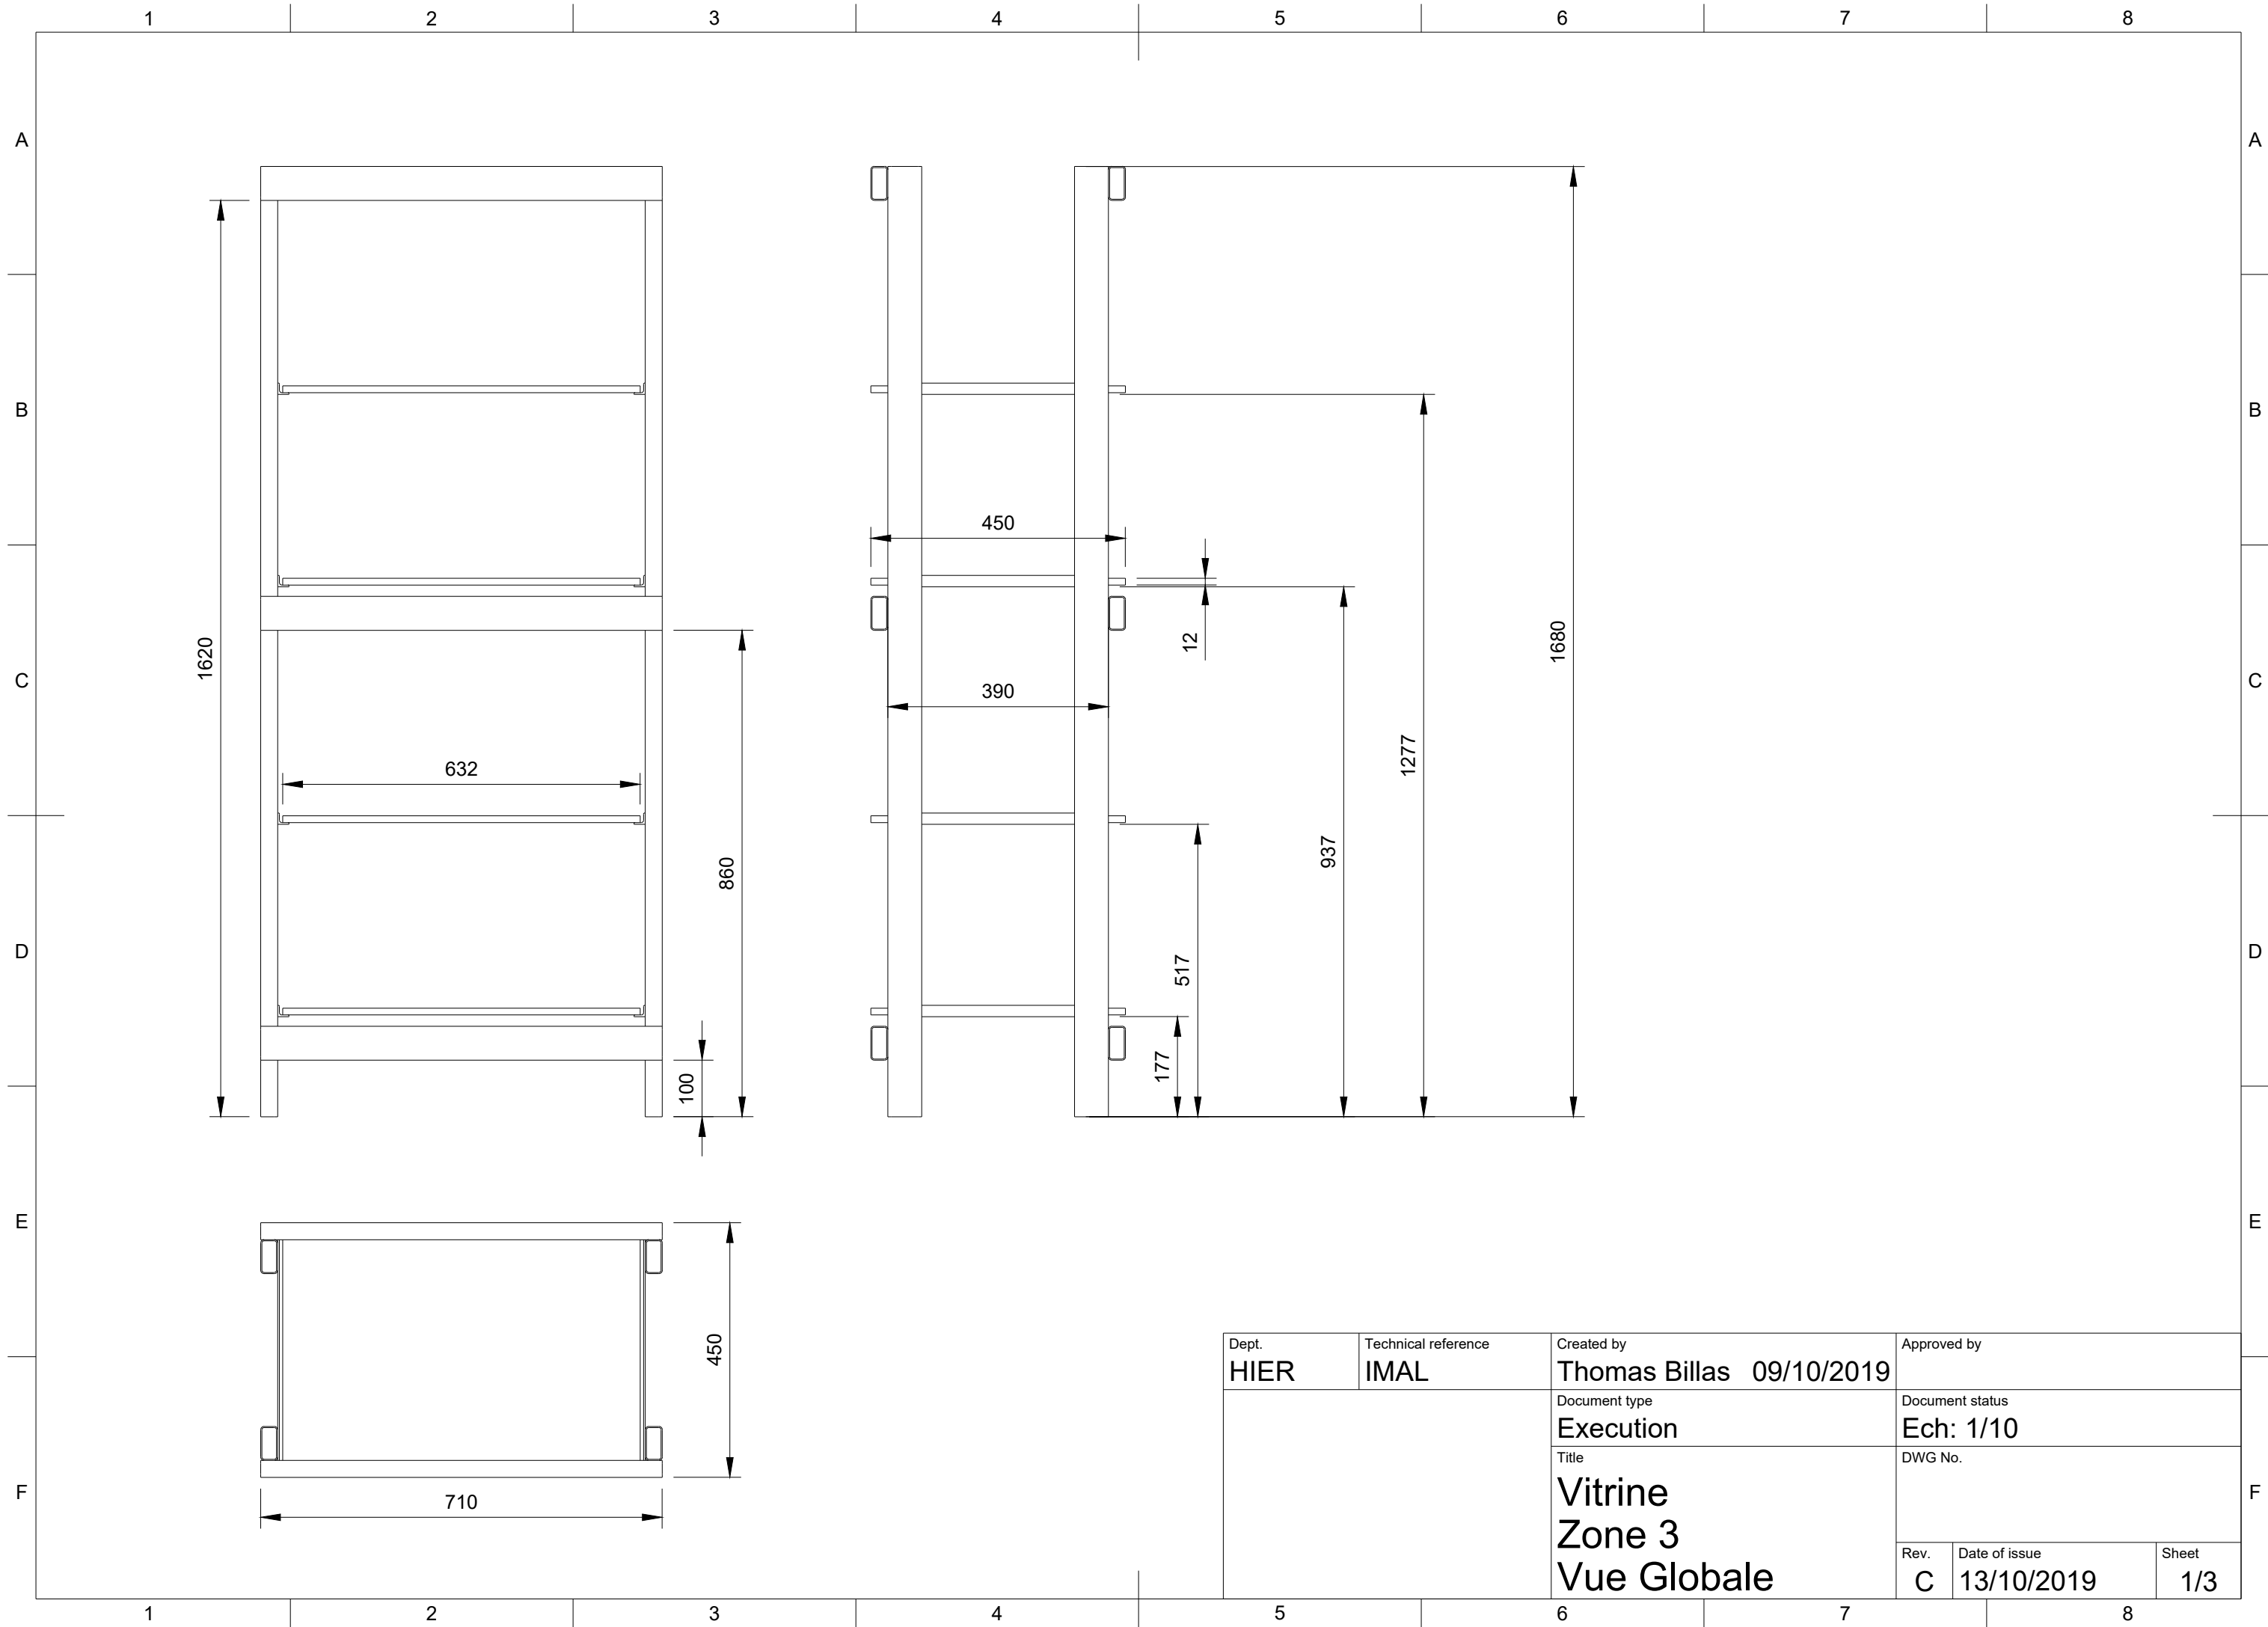 1 2 3 4 5 6 7 8
A A
B B
C C
D D
E E
F F
1620
632
860
100
450
12
390
1680
1277
937
517
177
450
710
Dept.
HIER
Technical reference
IMAL
Created by
Thomas Billas 09/10/2019
Approved by
Document type
Execution
Document status
Ech: 1/10
Title
Vitrine
Zone 3
Vue Globale
DWG No.
Rev.
C
Date of issue
13/10/2019
Sheet
1/3
1 2 3 4 5 6 7 8